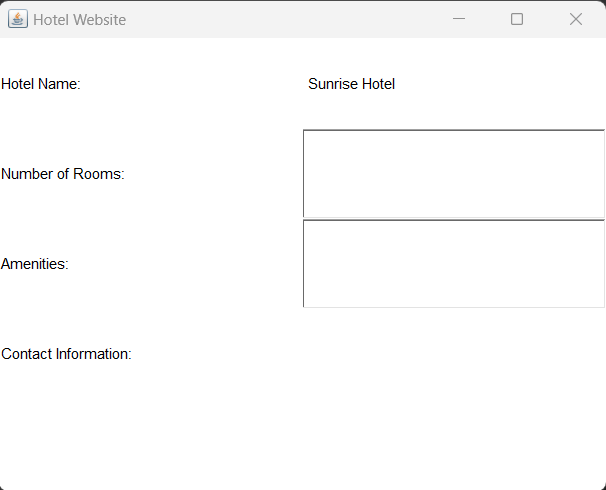 Hotel Website
Hotel Name: Sunrise Hotel
Number of Rooms:
Amenities:
Contact Information: